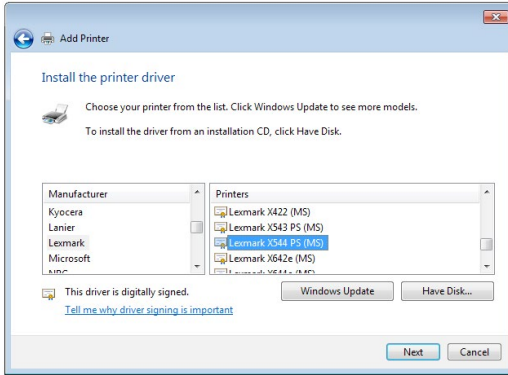 Add Printer
Install the printer driver
Choose your printer from the list. Click Windows Update to see more models.
To install the driver from an installation CD, click Have Disk.
Manufacturer
Kyocera
Lanier
Lexmark
Microsoft
Printers
Lexmark X422 (MS)
Lexmark X543 PS (MS)
Lexmark X544 PS (MS)
Lexmark X642e (MS)
This driver is digitally signed.
Tell me why driver signing is important
Windows Update
Have Disk...
Next
Cancel